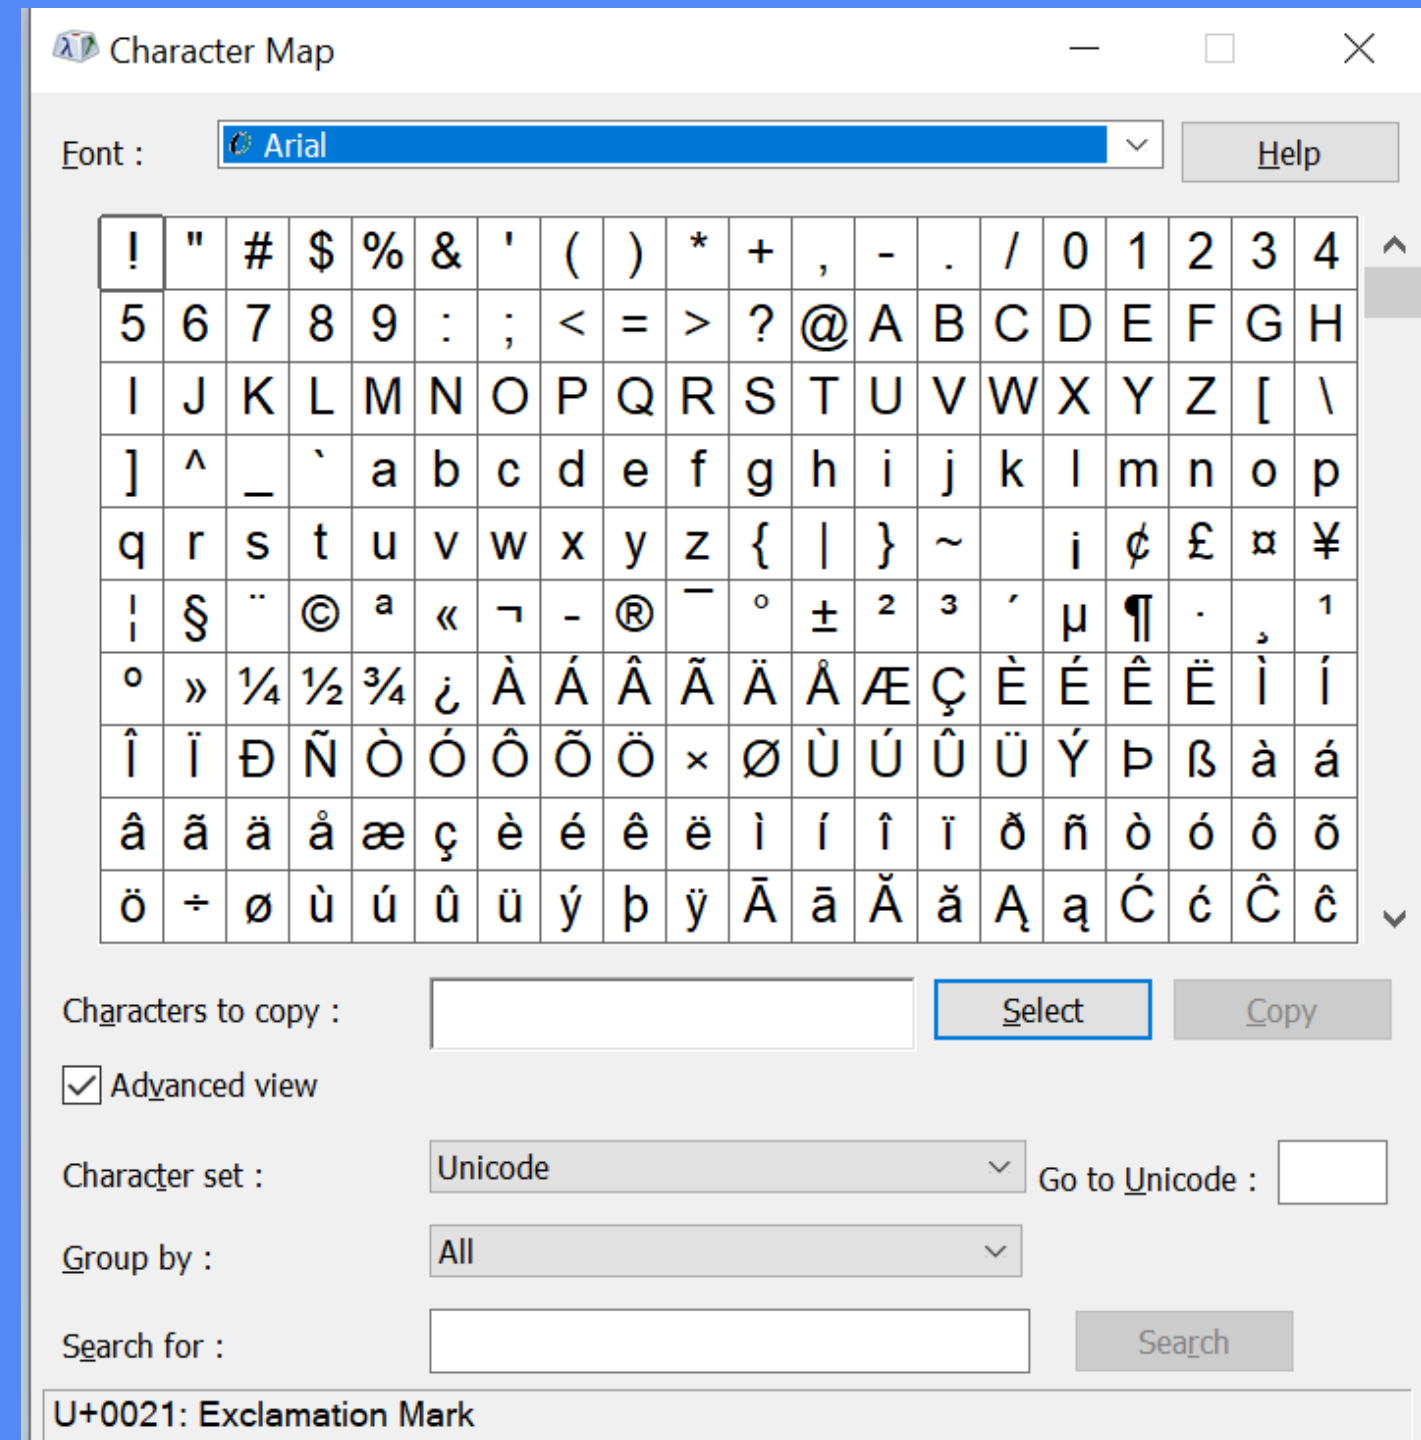 Character Map
Font : Arial Help
! " # $ % & ' ( ) * + , - . / 0 1 2 3 4
5 6 7 8 9 : ; < = > ? @ A B C D E F G H
I J K L M N O P Q R S T U V W X Y Z [ \
] ^ _ ` a b c d e f g h i j k l m n o p
q r s t u v w x y z { | } ~ ¡ ¢ £ ¤ ¥
¦ § ¨ © ª « ¬ - ® ¯ ° ± ² ³ ´ µ ¶ · ¸ ¹
º » ¼ ½ ¾ ¿ À Á Â Ã Ä Å Æ Ç È É Ê Ë Ì Í
Î Ï Ð Ñ Ò Ó Ô Õ Ö × Ø Ù Ú Û Ü Ý Þ ß à á
â ã ä å æ ç è é ê ë ì í î ï ð ñ ò ó ô õ
ö ÷ ø ù ú û ü ý þ ÿ Ā ā Ă ă Ą ą Ć ć Ĉ ĉ
Characters to copy : Select Copy
Advanced view
Character set : Unicode Go to Unicode :
Group by : All
Search for : Search
U+0021: Exclamation Mark